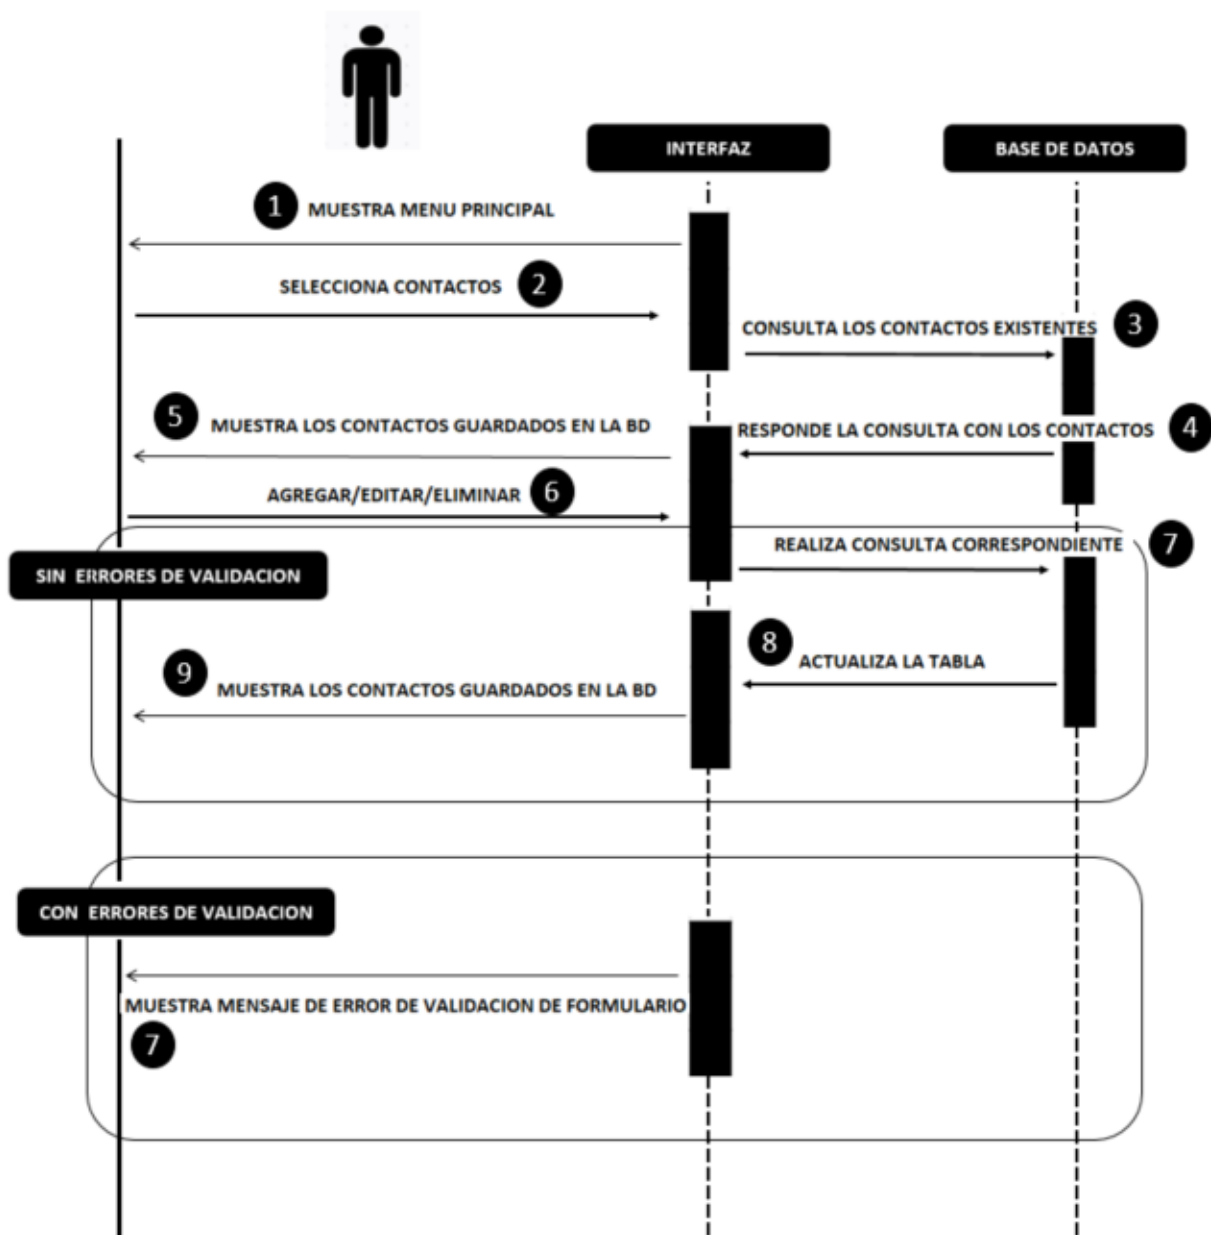 INTERFAZ
BASE DE DATOS
1 MUESTRA MENU PRINCIPAL
SELECCIONA CONTACTOS 2
CONSULTA LOS CONTACTOS EXISTENTES 3
5 MUESTRA LOS CONTACTOS GUARDADOS EN LA BD
RESPONDE LA CONSULTA CON LOS CONTACTOS 4
AGREGAR/EDITAR/ELIMINAR 6
REALIZA CONSULTA CORRESPONDIENTE 7
SIN ERRORES DE VALIDACION
8 ACTUALIZA LA TABLA
9 MUESTRA LOS CONTACTOS GUARDADOS EN LA BD
CON ERRORES DE VALIDACION
MUESTRA MENSAJE DE ERROR DE VALIDACION DE FORMULARIO
7